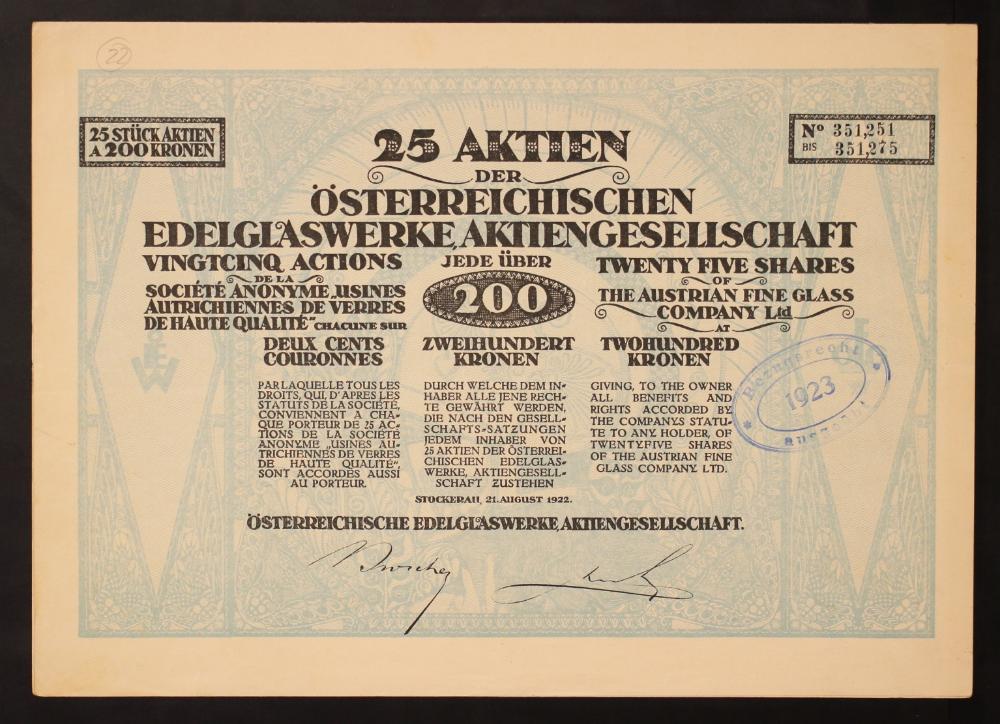 22
25 STÜCK AKTIEN
A 200 KRONEN
Nº 351,251
BIS 351,275
25 AKTIEN
DER
ÖSTERREICHISCHEN
EDELGLASWERKE, AKTIENGESELLSCHAFT
VINGTCINQ ACTIONS
DE LA
SOCIÉTÉ ANONYME „USINES
AUTRICHIENNES DE VERRES
DE HAUTE QUALITÉ" CHACUNE SUR
DEUX CENTS
COURONNES
PAR LAQUELLE TOUS LES
DROITS, QUI, D'APRES LES
STATUTS DE LA SOCIÉTÉ,
CONVIENNENT A CHA-
QUE PORTEUR DE 25 AC-
TIONS DE LA SOCIÉTÉ
ANONYME „USINES AU-
TRICHIENNES DE VERRES
DE HAUTE QUALITÉ",
SONT ACCORDÉS AUSSI
AU PORTEUR.
JEDE ÜBER
200
ZWEIHUNDERT
KRONEN
DURCH WELCHE DEM IN-
HABER ALLE JENE RECH-
TE GEWÄHRT WERDEN,
DIE NACH DEN GESELL-
SCHAFTS-SATZUNGEN
JEDEM INHABER VON
25 AKTIEN DER ÖSTERREI-
CHISCHEN EDELGLAS-
WERKE, AKTIENGESELL-
SCHAFT ZUSTEHEN
TWENTY FIVE SHARES
OF
THE AUSTRIAN FINE GLASS
COMPANY Ltd
AT
TWOHUNDRED
KRONEN
GIVING, TO THE OWNER
ALL BENEFITS AND
RIGHTS ACCORDED BY
THE COMPANYS STATU-
TE TO ANY HOLDER, OF
TWENTYFIVE SHARES
OF THE AUSTRIAN FINE
GLASS COMPANY LTD.
Bezugsrecht
1923
STOCKERAU, 21. AUGUST 1922.
ÖSTERREICHISCHE EDELGLASWERKE, AKTIENGESELLSCHAFT.